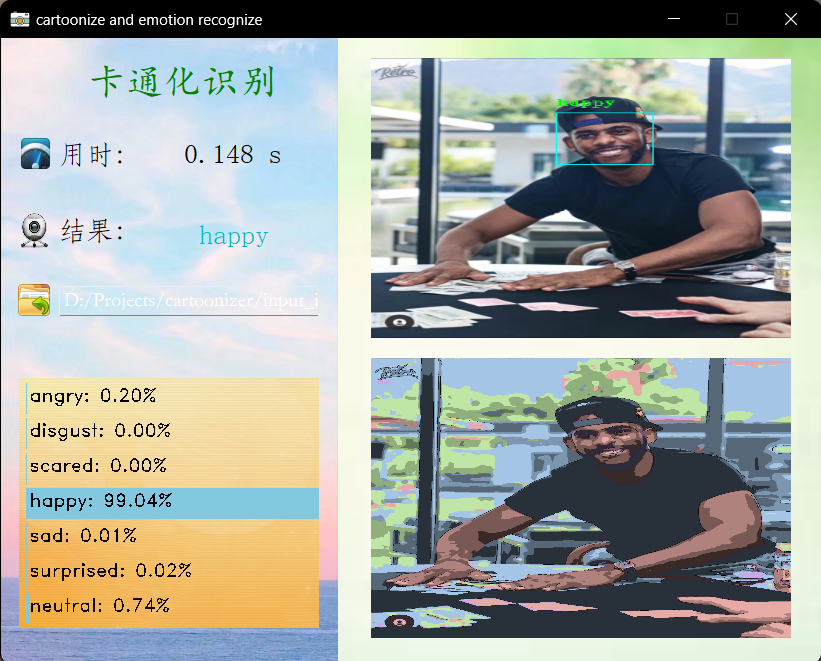 cartoonize and emotion recognize
卡通化识别
用时: 0.148 s
结果: happy
D:/Projects/cartoonizer/input_i
angry: 0.20%
disgust: 0.00%
scared: 0.00%
happy: 99.04%
sad: 0.01%
surprised: 0.02%
neutral: 0.74%
Retro
happy
Retro